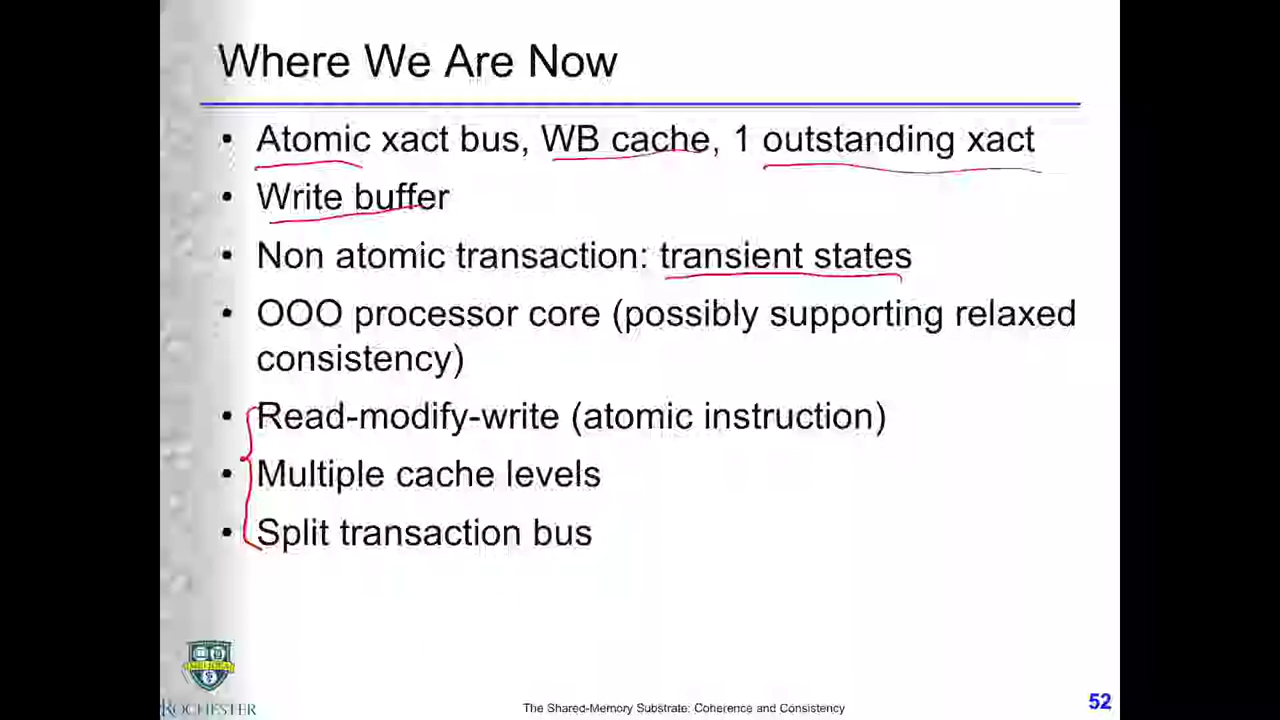 Where We Are Now
• Atomic xact bus, WB cache, 1 outstanding xact
• Write buffer
• Non atomic transaction: transient states
• OOO processor core (possibly supporting relaxed
consistency)
• Read-modify-write (atomic instruction)
• Multiple cache levels
• Split transaction bus
ROCHESTER
The Shared-Memory Substrate: Coherence and Consistency
52